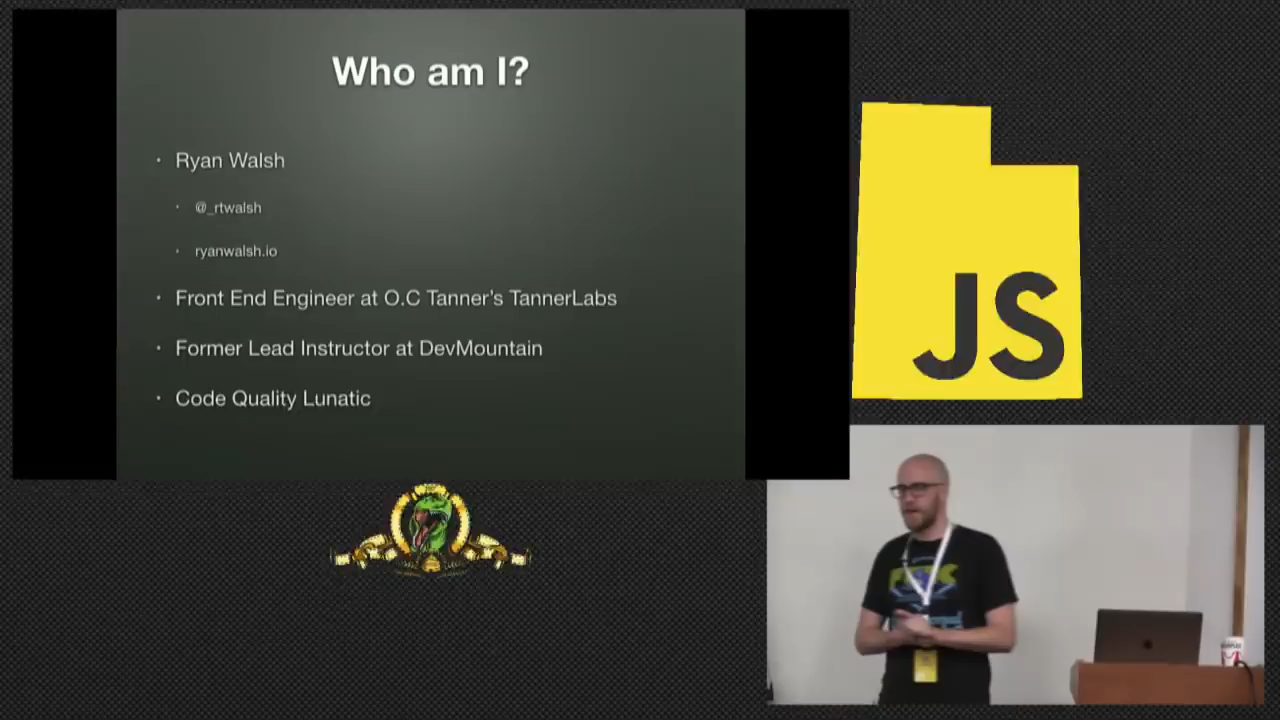 Who am I?
Ryan Walsh
@_rtwalsh
ryanwalsh.io
Front End Engineer at O.C Tanner's TannerLabs
Former Lead Instructor at DevMountain
Code Quality Lunatic
JS